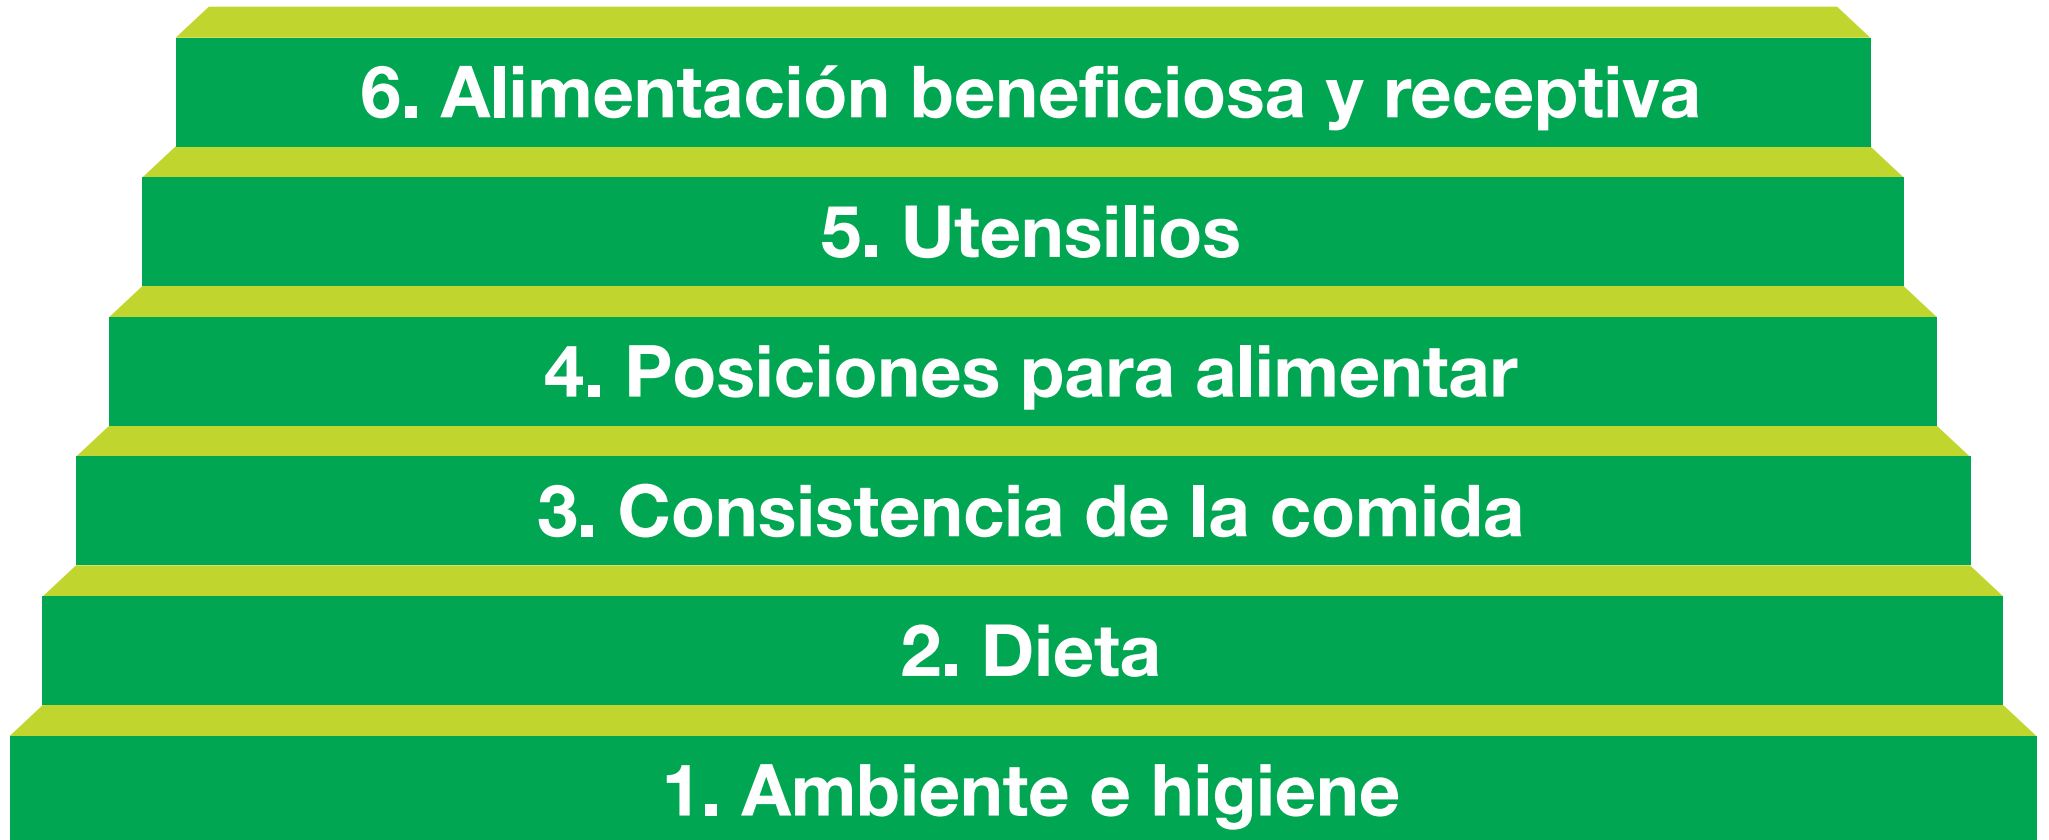 6. Alimentación beneficiosa y receptiva
5. Utensilios
4. Posiciones para alimentar
3. Consistencia de la comida
2. Dieta
1. Ambiente e higiene